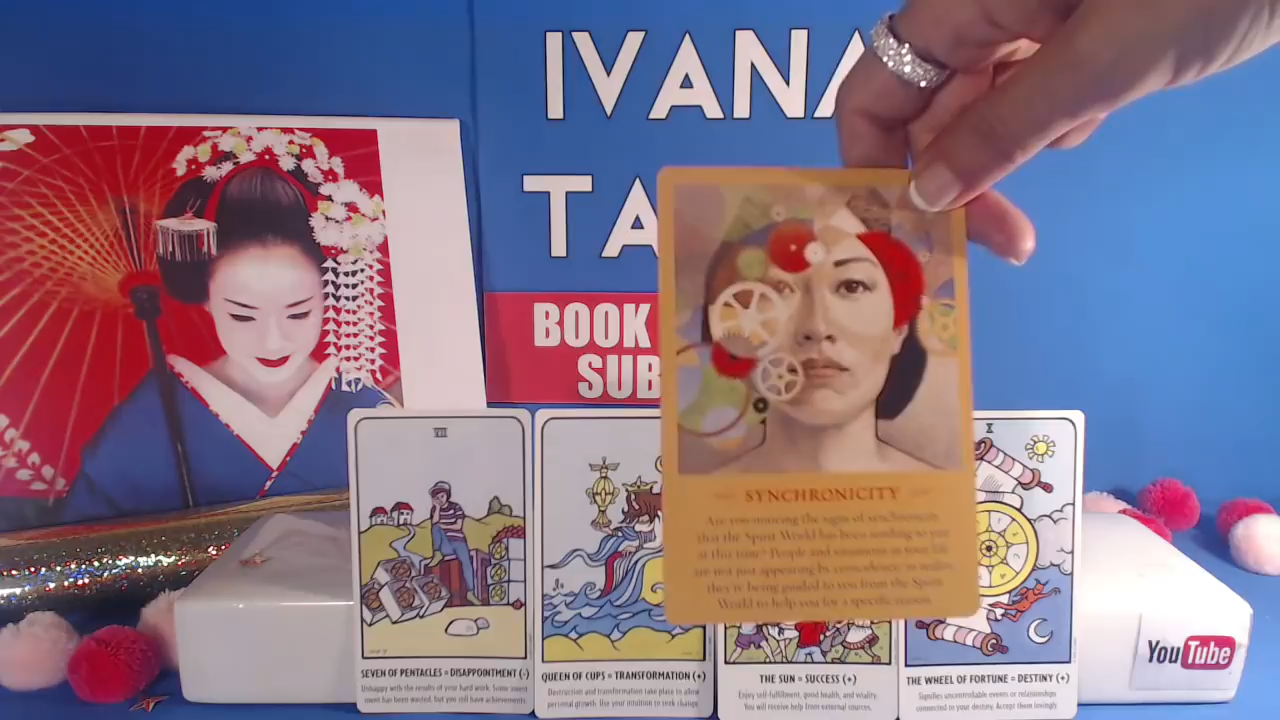 IVANA
TA
BOOK
SUB
SYNCHRONICITY
Are you noticing the signs of synchronicity
that the Spirit World has been sending to you
at this time? People and situations in your life
are not just appearing by coincidence; in reality,
they're being guided to you from the Spirit
World to help you for a specific reason.
VII
X
SEVEN OF PENTACLES = DISAPPOINTMENT (-)
Unhappy with the results of your hard work. Some invest
ment has been wasted, but you still have achievements.
QUEEN OF CUPS = TRANSFORMATION (+)
Destruction and transformation take place to allow
personal growth. Use your intuition to seek change
THE SUN = SUCCESS (+)
Enjoy self-fulfillment, good health, and vitality.
You will receive help from external sources.
THE WHEEL OF FORTUNE = DESTINY (+)
Signifies uncontrollable events or relationships
connected to your destiny. Accept them lovingly.
YouTube